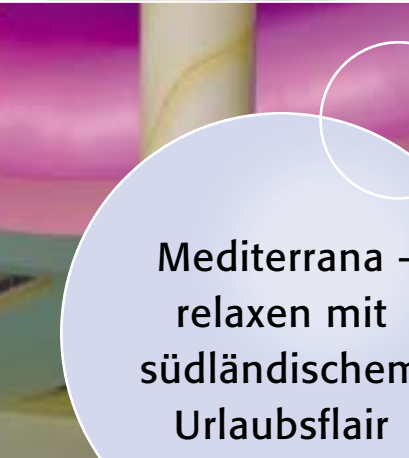 Mediterrana -
relaxen mit
südländischem
Urlaubsflair